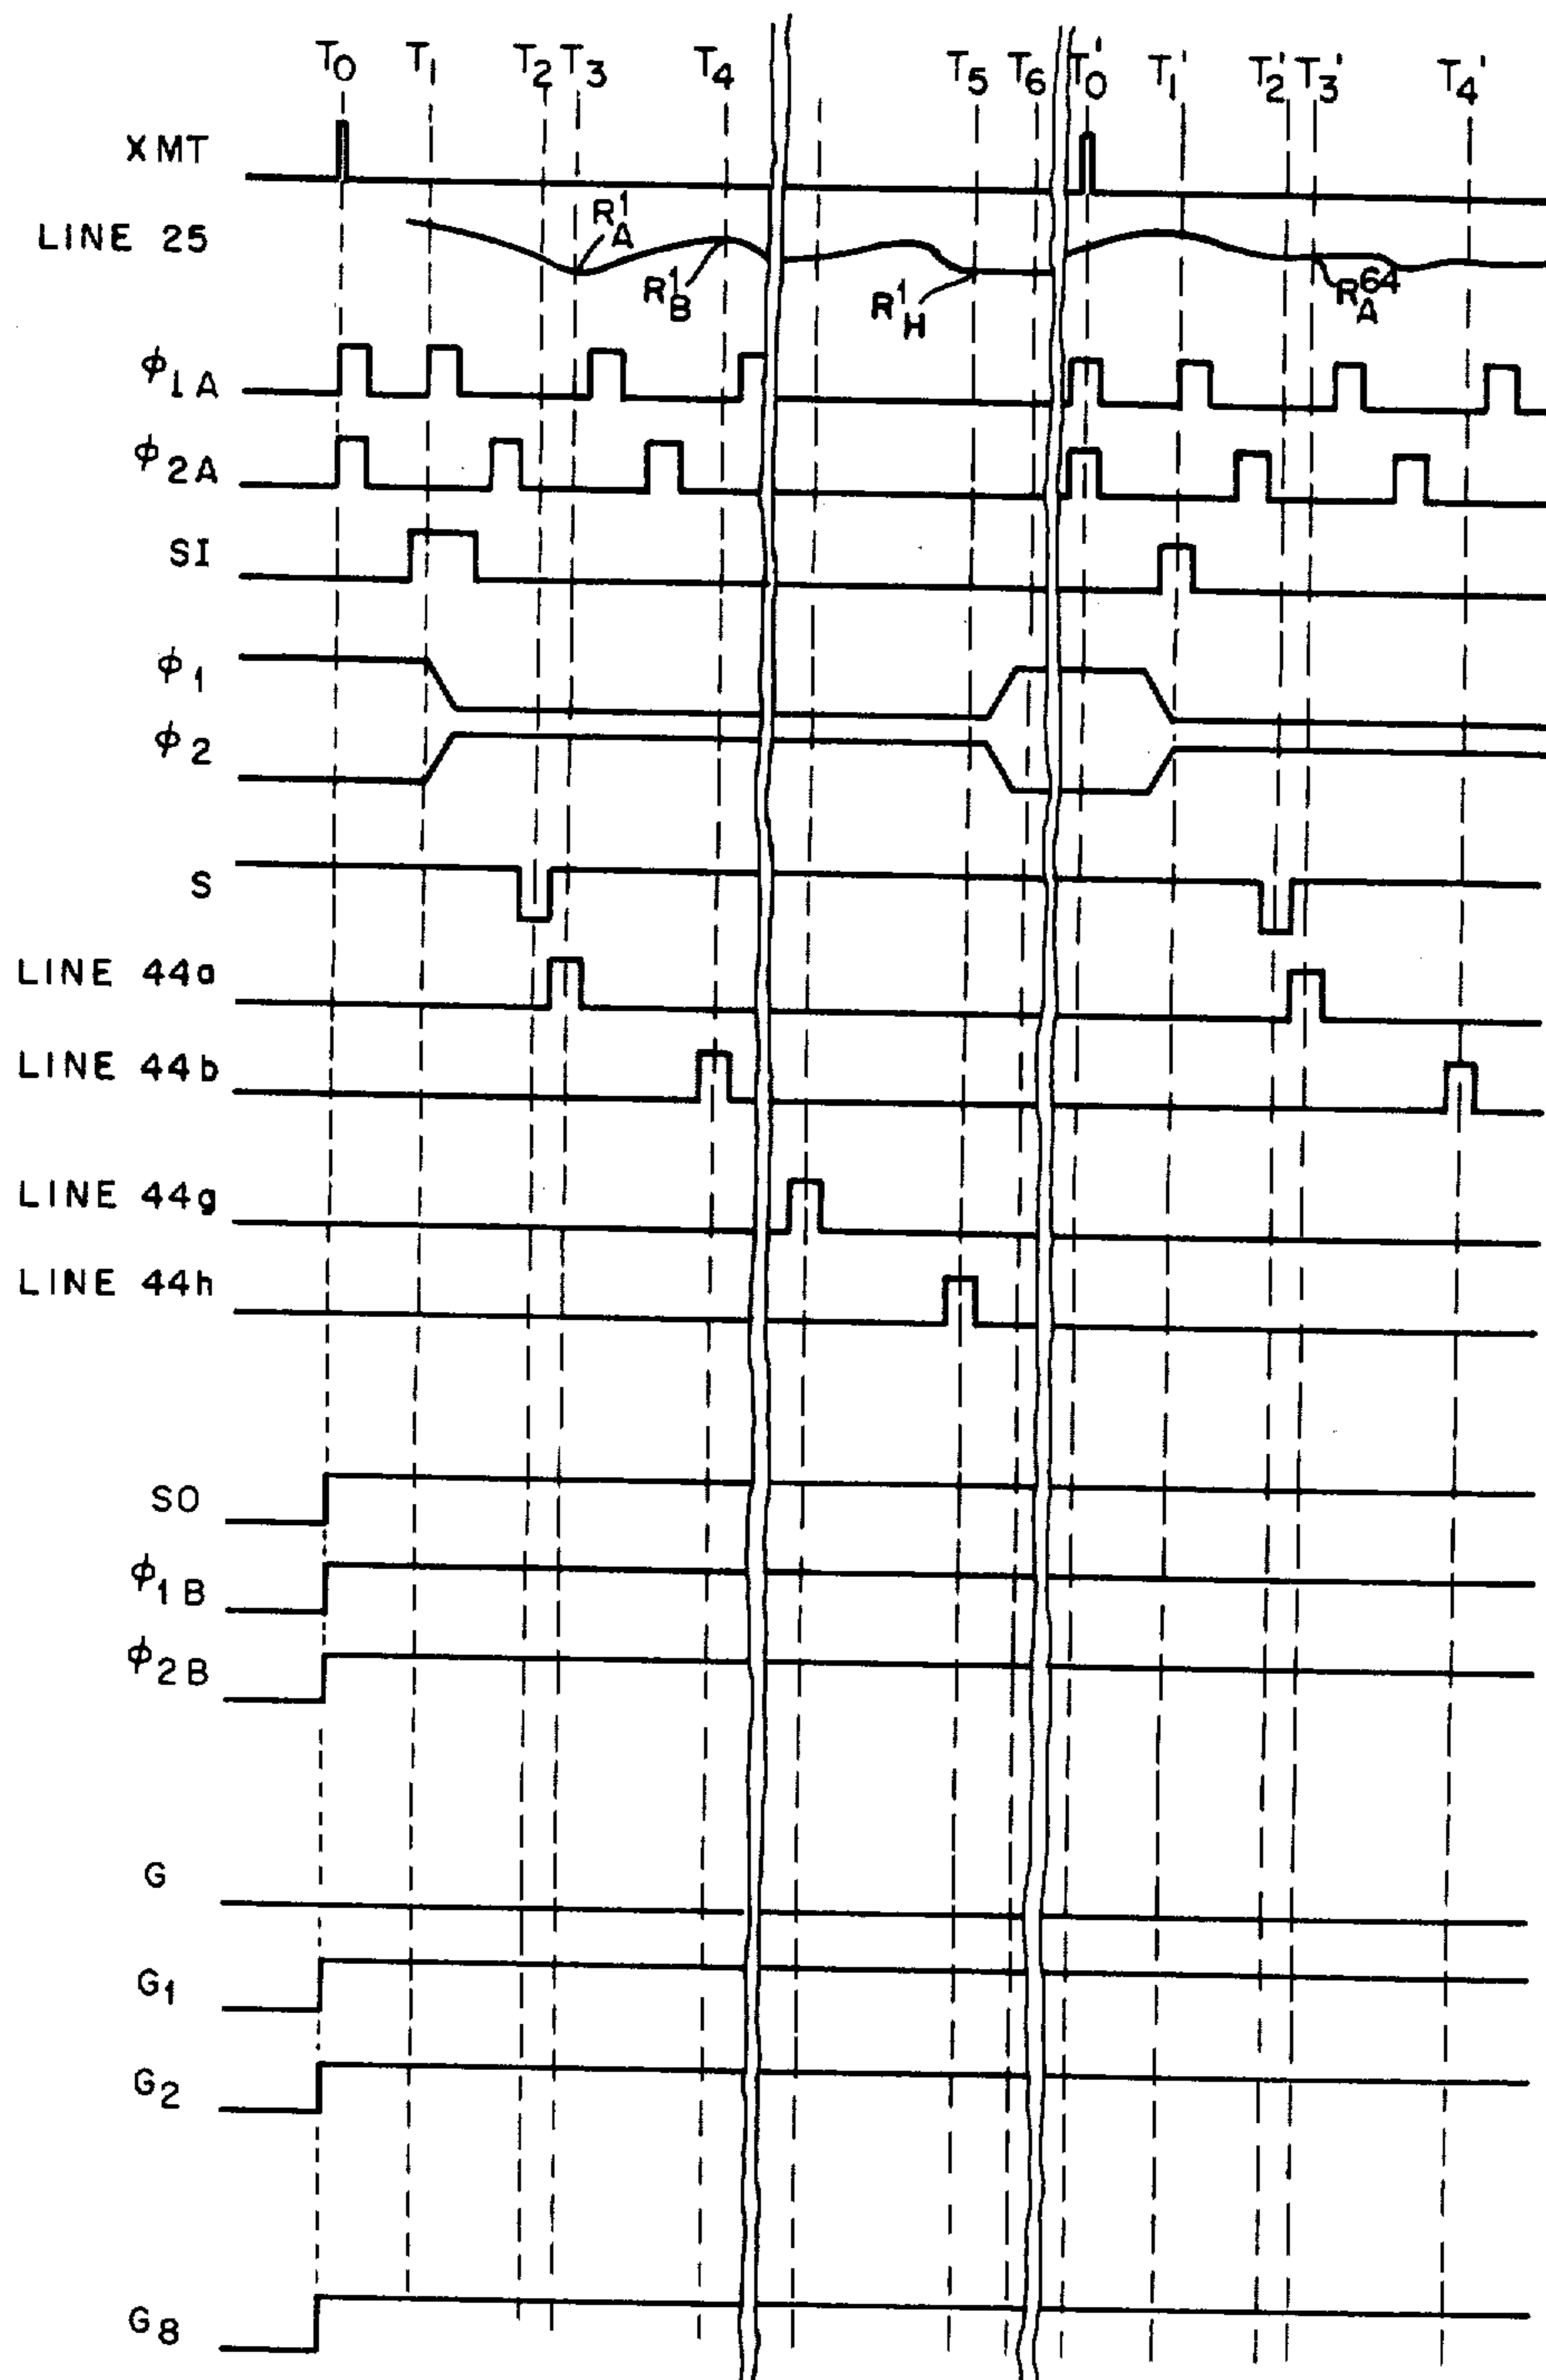 T0 T1 T2 T3 T4 T5 T6 T0' T1' T2' T3' T4'
XMT
LINE 25
R1A
R1B
R1H
R64A
ϕ1A
ϕ2A
SI
ϕ1
ϕ2
S
LINE 44a
LINE 44b
LINE 44g
LINE 44h
SO
ϕ1B
ϕ2B
G
G1
G2
G8